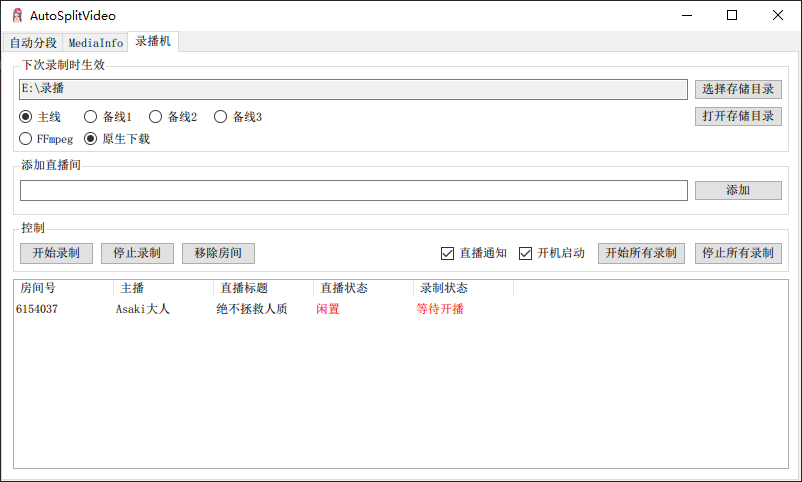 AutoSplitVideo
自动分段 MediaInfo 录播机
下次录制时生效
E:\录播 选择存储目录
主线 备线1 备线2 备线3 打开存储目录
FFmpeg 原生下载
添加直播间
添加
控制
开始录制 停止录制 移除房间 直播通知 开机启动 开始所有录制 停止所有录制
房间号 主播 直播标题 直播状态 录制状态
6154037 Asaki大人 绝不拯救人质 闲置 等待开播